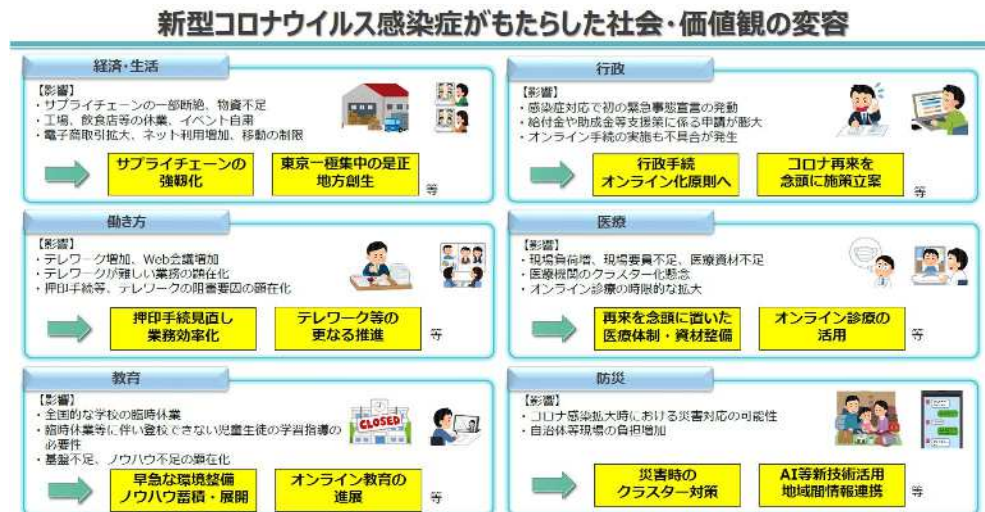 新型コロナウイルス感染症がもたらした社会・価値観の変容
経済・生活
【影響】
・サプライチェーンの一部断絶、物資不足
・工場、飲食店等の休業、イベント自粛
・電子商取引拡大、ネット利用増加、移動の制限
サプライチェーンの
強靱化
東京一極集中の是正
地方創生
等
行政
【影響】
・感染症対応で初の緊急事態宣言の発動
・給付金や助成金等支援策に係る申請が膨大
・オンライン手続の実施も不具合が発生
行政手続
オンライン化原則へ
コロナ再来を
念頭に施策立案
等
働き方
【影響】
・テレワーク増加、Web会議増加
・テレワークが難しい業務の顕在化
・押印手続等、テレワークの阻害要因の顕在化
押印手続見直し
業務効率化
テレワーク等の
更なる推進
等
医療
【影響】
・現場負荷増、現場要員不足、医療資材不足
・医療機関のクラスター化懸念
・オンライン診療の時限的な拡大
再来を念頭に置いた
医療体制・資材整備
オンライン診療の
活用
等
教育
【影響】
・全国的な学校の臨時休業
・臨時休業等に伴い登校できない児童生徒の学習指導の
必要性
・基盤不足、ノウハウ不足の顕在化
CLOSED
早急な環境整備
ノウハウ蓄積・展開
オンライン教育の
進展
等
防災
【影響】
・コロナ感染拡大時における災害対応の可能性
・自治体等現場の負担増加
災害時の
クラスター対策
AI等新技術活用
地域間情報連携
等